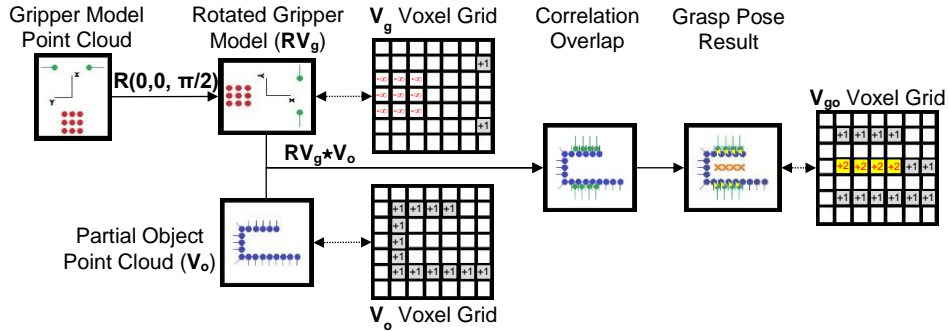 Gripper Model
Point Cloud
X
Y
R(0,0, π/2)
Rotated Gripper
Model (RVg)
Y
X
Vg Voxel Grid
+1
-∞ -∞ -∞
-∞ -∞ -∞
-∞ -∞ -∞
+1
RVg★Vo
Partial Object
Point Cloud (Vo)
+1 +1 +1 +1
+1
+1
+1
+1 +1 +1 +1 +1 +1
Vo Voxel Grid
Correlation
Overlap
Grasp Pose
Result
Vgo Voxel Grid
+1 +1 +1 +1
+2 +2 +2 +2 +1 +1
+1 +1 +1 +1 +1 +1